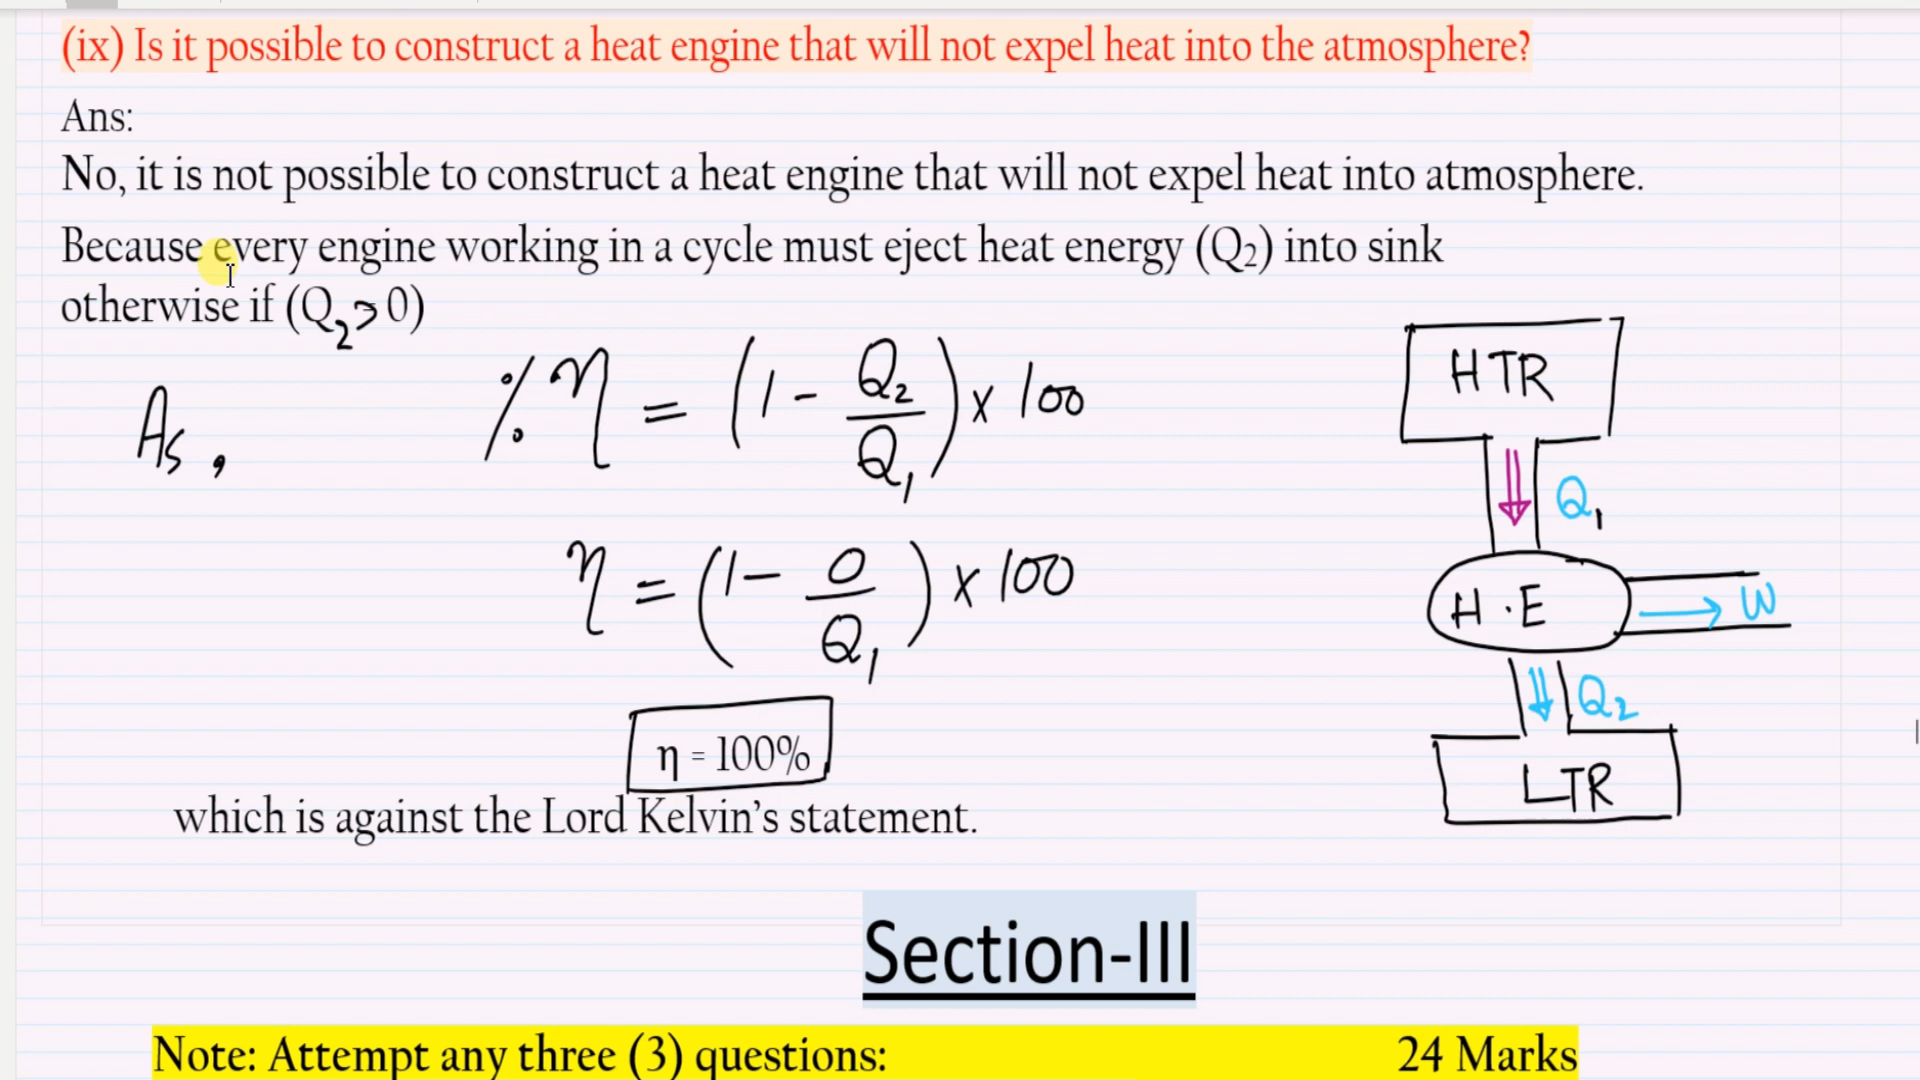 (ix) Is it possible to construct a heat engine that will not expel heat into the atmosphere?
Ans:
No, it is not possible to construct a heat engine that will not expel heat into atmosphere.
Because every engine working in a cycle must eject heat energy (Q₂) into sink
otherwise if (Q₂ > 0)
As, % η = (1 - Q₂/Q₁) × 100
η = (1 - 0/Q₁) × 100
η = 100%
which is against the Lord Kelvin's statement.
HTR
Q₁
H.E → W
Q₂
LTR
Section-III
Note: Attempt any three (3) questions: 24 Marks